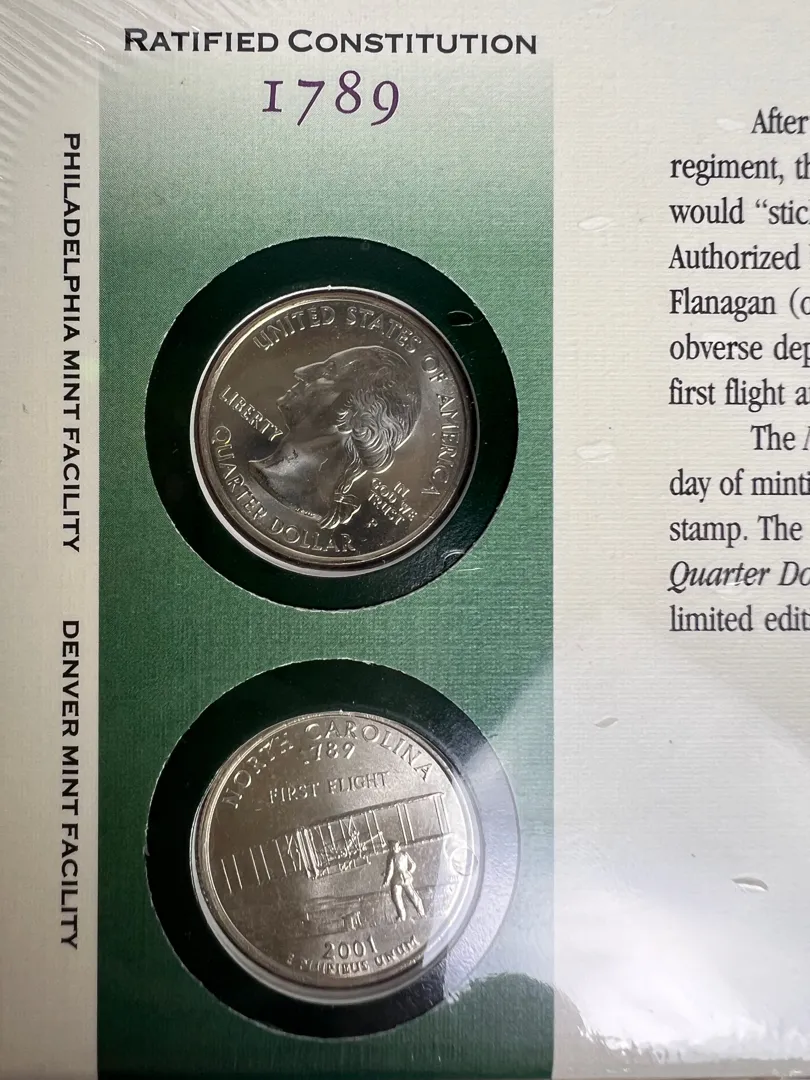 RATIFIED CONSTITUTION
1789
PHILADELPHIA MINT FACILITY
UNITED STATES OF AMERICA
LIBERTY
IN
GOD WE
TRUST
P
QUARTER DOLLAR
DENVER MINT FACILITY
NORTH CAROLINA
1789
FIRST FLIGHT
2001
E PLURIBUS UNUM
After
regiment, th
would “stic
Authorized
Flanagan (o
obverse dep
first flight a
The
day of minti
stamp. The
Quarter Do
limited edit